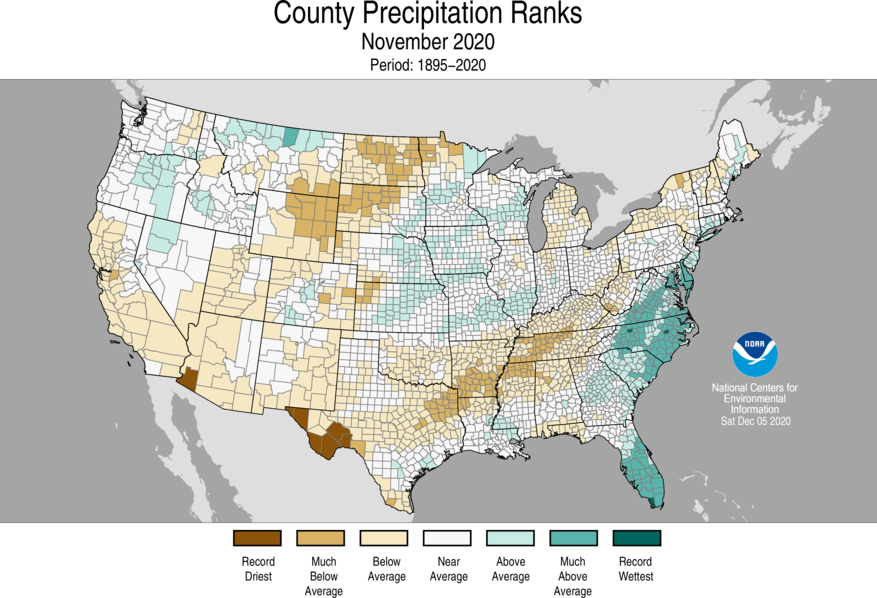 County Precipitation Ranks
November 2020
Period: 1895–2020
NOAA
National Centers for
Environmental
Information
Sat Dec 05 2020
Record
Driest
Much
Below
Average
Below
Average
Near
Average
Above
Average
Much
Above
Average
Record
Wettest